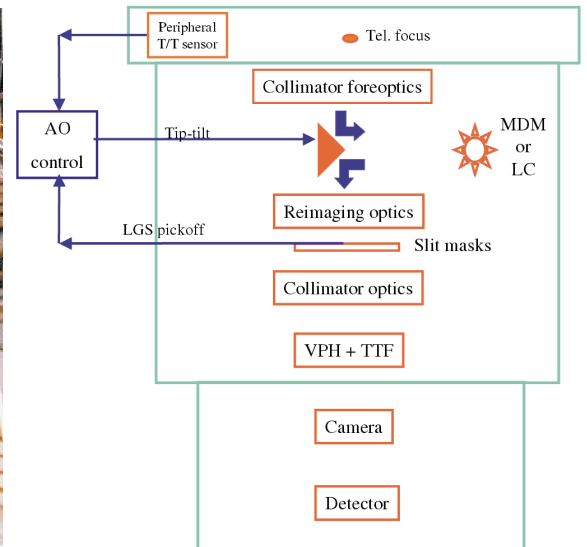 Peripheral
T/T sensor
Tel. focus
Collimator foreoptics
AO
control
Tip-tilt
MDM
or
LC
Reimaging optics
LGS pickoff
Slit masks
Collimator optics
VPH + TTF
Camera
Detector